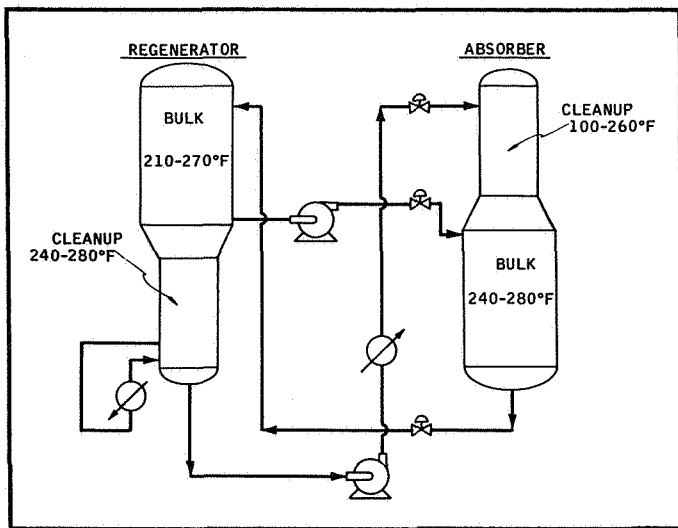 REGENERATOR
BULK
210-270°F
CLEANUP
240-280°F
ABSORBER
CLEANUP
100-260°F
BULK
240-280°F